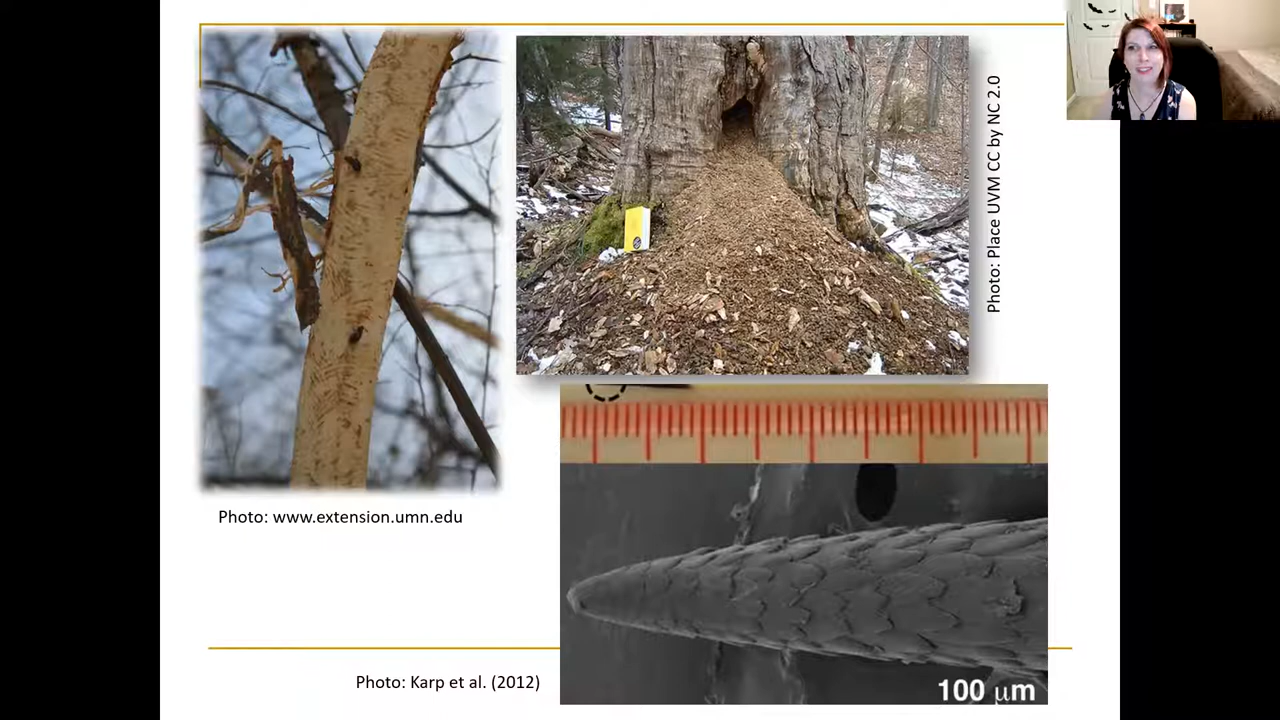 Photo: Place UVM CC by NC 2.0
Photo: www.extension.umn.edu
Photo: Karp et al. (2012)
100 μm